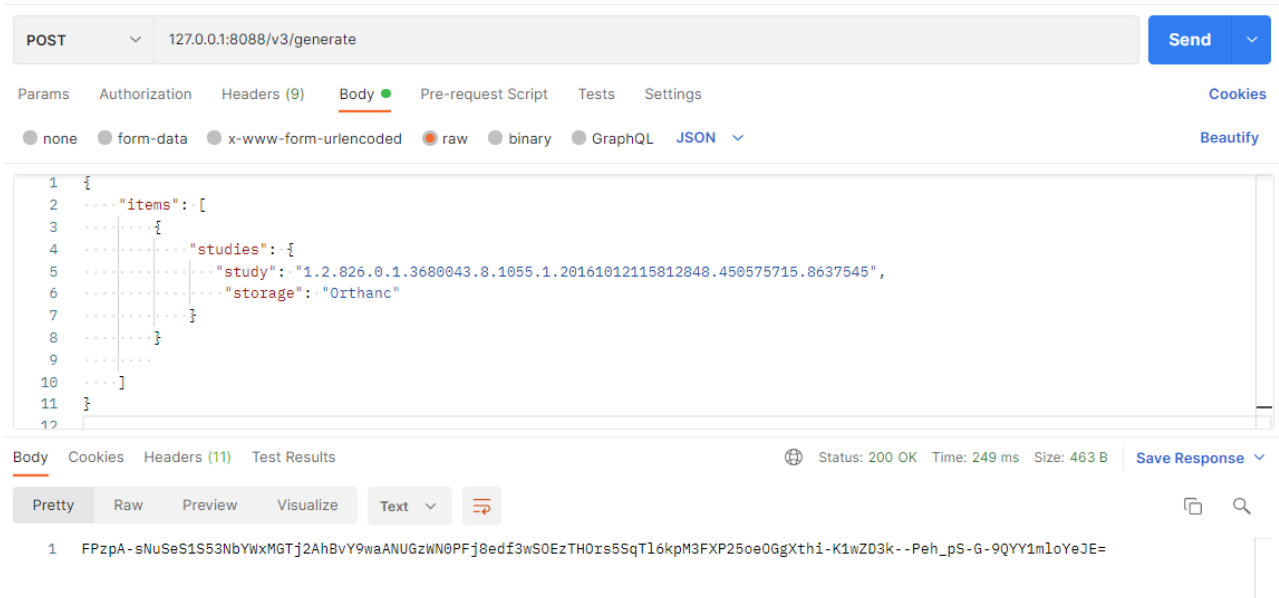 POST 127.0.0.1:8088/v3/generate Send
Params Authorization Headers (9) Body Pre-request Script Tests Settings Cookies
none form-data x-www-form-urlencoded raw binary GraphQL JSON Beautify
1 {
2 "items": [
3 {
4 "studies": {
5 "study": "1.2.826.0.1.3680043.8.1055.1.20161012115812848.450575715.8637545",
6 "storage": "Orthanc"
7 }
8 }
9
10 ]
11 }
12
Body Cookies Headers (11) Test Results Status: 200 OK Time: 249 ms Size: 463 B Save Response
Pretty Raw Preview Visualize Text
1 FPzpA-sNuSeS1S53NbYWxMGTj2AhBvY9waANUGzWN0PFj8edf3wSOEzTHOrs5SqTl6kpM3FXP25oeOGgXthi-K1wZD3k--Peh_pS-G-9QYY1mloYeJE=